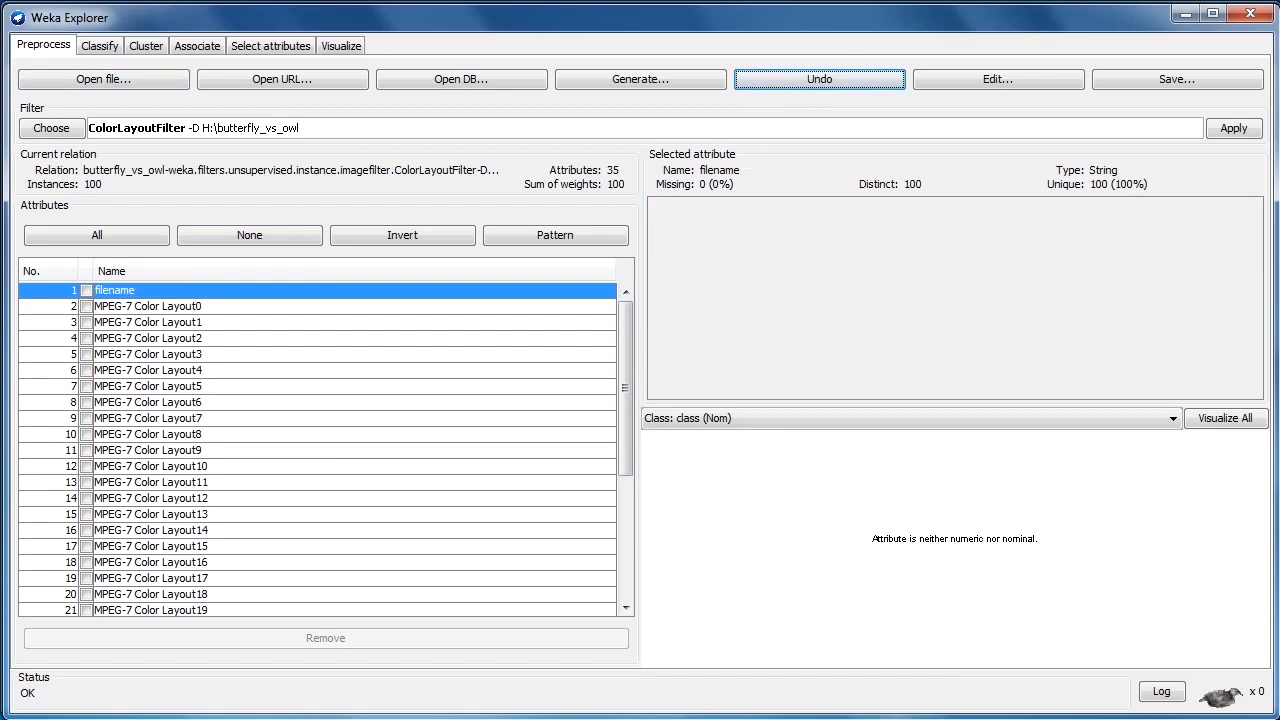 Weka Explorer
Preprocess Classify Cluster Associate Select attributes Visualize
Open file... Open URL... Open DB... Generate... Undo Edit... Save...
Filter
Choose ColorLayoutFilter -D H:\butterfly_vs_owl Apply
Current relation
Relation: butterfly_vs_owl-weka.filters.unsupervised.instance.imagefilter.ColorLayoutFilter-D... Attributes: 35
Instances: 100 Sum of weights: 100
Selected attribute
Name: filename Type: String
Missing: 0 (0%) Distinct: 100 Unique: 100 (100%)
Attributes
All None Invert Pattern
No. Name
1 filename
2 MPEG-7 Color Layout0
3 MPEG-7 Color Layout1
4 MPEG-7 Color Layout2
5 MPEG-7 Color Layout3
6 MPEG-7 Color Layout4
7 MPEG-7 Color Layout5
8 MPEG-7 Color Layout6
9 MPEG-7 Color Layout7
10 MPEG-7 Color Layout8
11 MPEG-7 Color Layout9
12 MPEG-7 Color Layout10
13 MPEG-7 Color Layout11
14 MPEG-7 Color Layout12
15 MPEG-7 Color Layout13
16 MPEG-7 Color Layout14
17 MPEG-7 Color Layout15
18 MPEG-7 Color Layout16
19 MPEG-7 Color Layout17
20 MPEG-7 Color Layout18
21 MPEG-7 Color Layout19
Remove
Class: class (Nom) Visualize All
Attribute is neither numeric nor nominal.
Status
OK
Log x 0